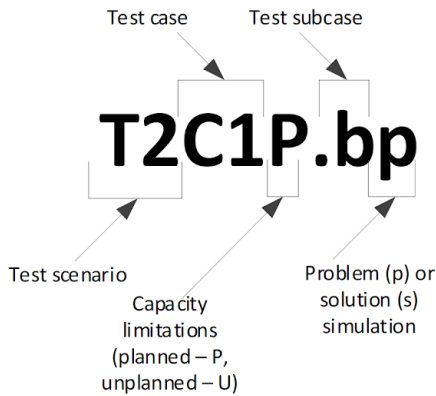 Test case
Test subcase
T2C1P.bp
Test scenario
Capacity
limitations
(planned – P,
unplanned – U)
Problem (p) or
solution (s)
simulation